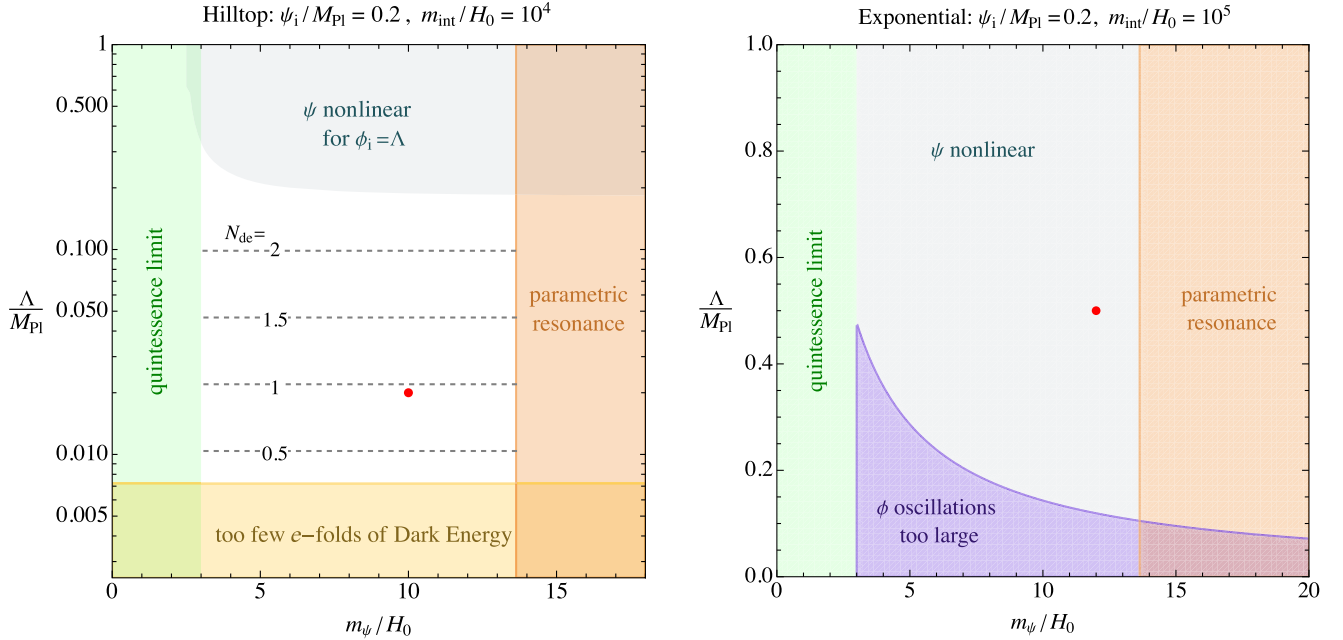 Hilltop: ψi/MPl = 0.2 , mint/H0 = 10^4
1
0.500
0.100
0.050
0.010
0.005
Λ
MPl
quintessence limit
ψ nonlinear
for ϕi = Λ
Nde=
2
1.5
1
0.5
parametric
resonance
too few e−folds of Dark Energy
0
5
10
15
mψ/H0
Exponential: ψi/MPl = 0.2, mint/H0 = 10^5
1.0
0.8
0.6
0.4
0.2
0.0
Λ
MPl
quintessence limit
ψ nonlinear
parametric
resonance
ϕ oscillations
too large
0
5
10
15
20
mψ/H0